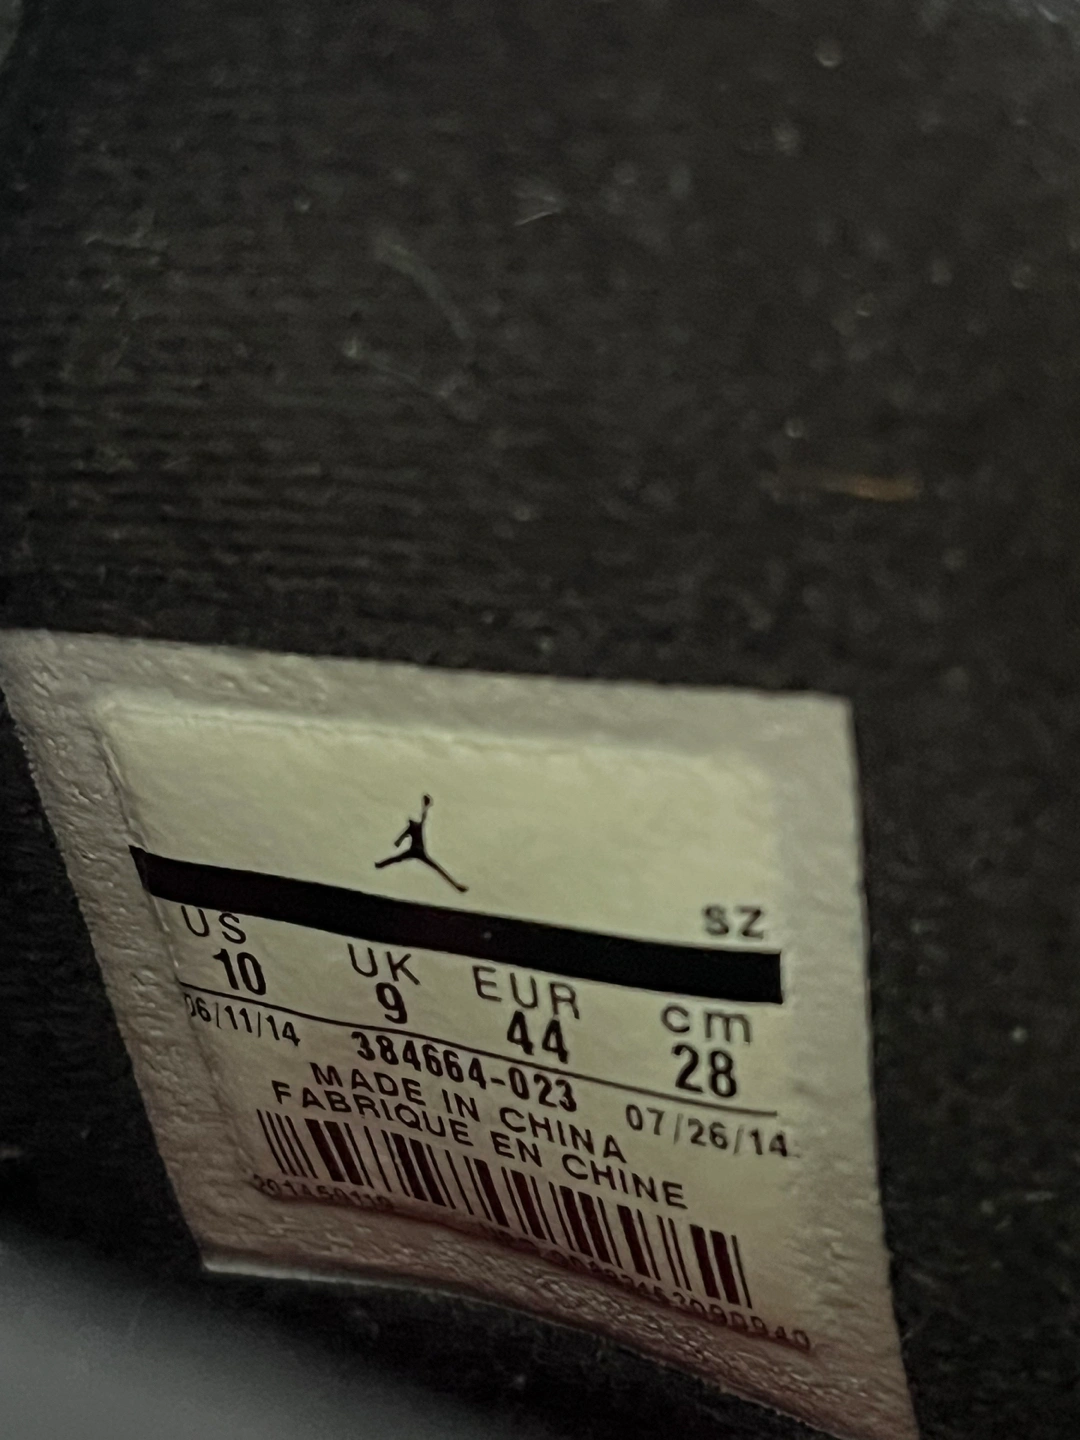 SZ
US UK EUR cm
10 9 44 28
06/11/14 384664-023 07/26/14
MADE IN CHINA
FABRIQUE EN CHINE